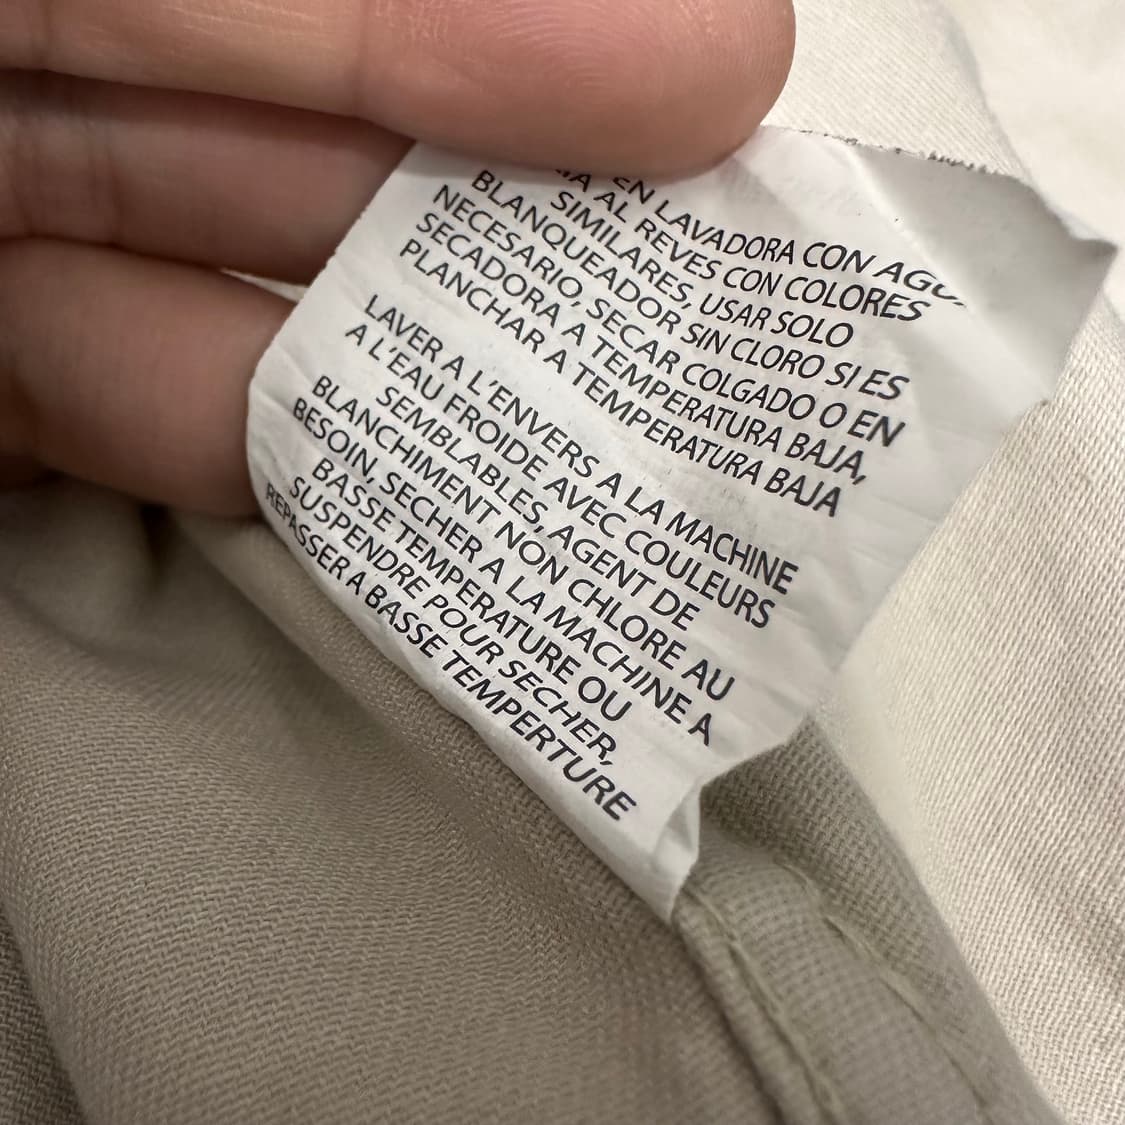 EN LAVADORA CON
AL REVES CON COLORES
SIMILARES, USAR SOLO
BLANQUEADOR SIN CLORO SI ES
NECESARIO, SECAR COLGADO O EN
SECADORA A TEMPERATURA BAJA,
PLANCHAR A TEMPERATURA BAJA
LAVER A L'ENVERS A LA MACHINE
A L'EAU FROIDE AVEC COULEURS
SEMBLABLES, AGENT DE
BLANCHIMENT NON CHLORE AU
BESOIN, SECHER A LA MACHINE A
BASSE TEMPERATURE OU
SUSPENDRE POUR SECHER,
REPASSER A BASSE TEMPERTURE